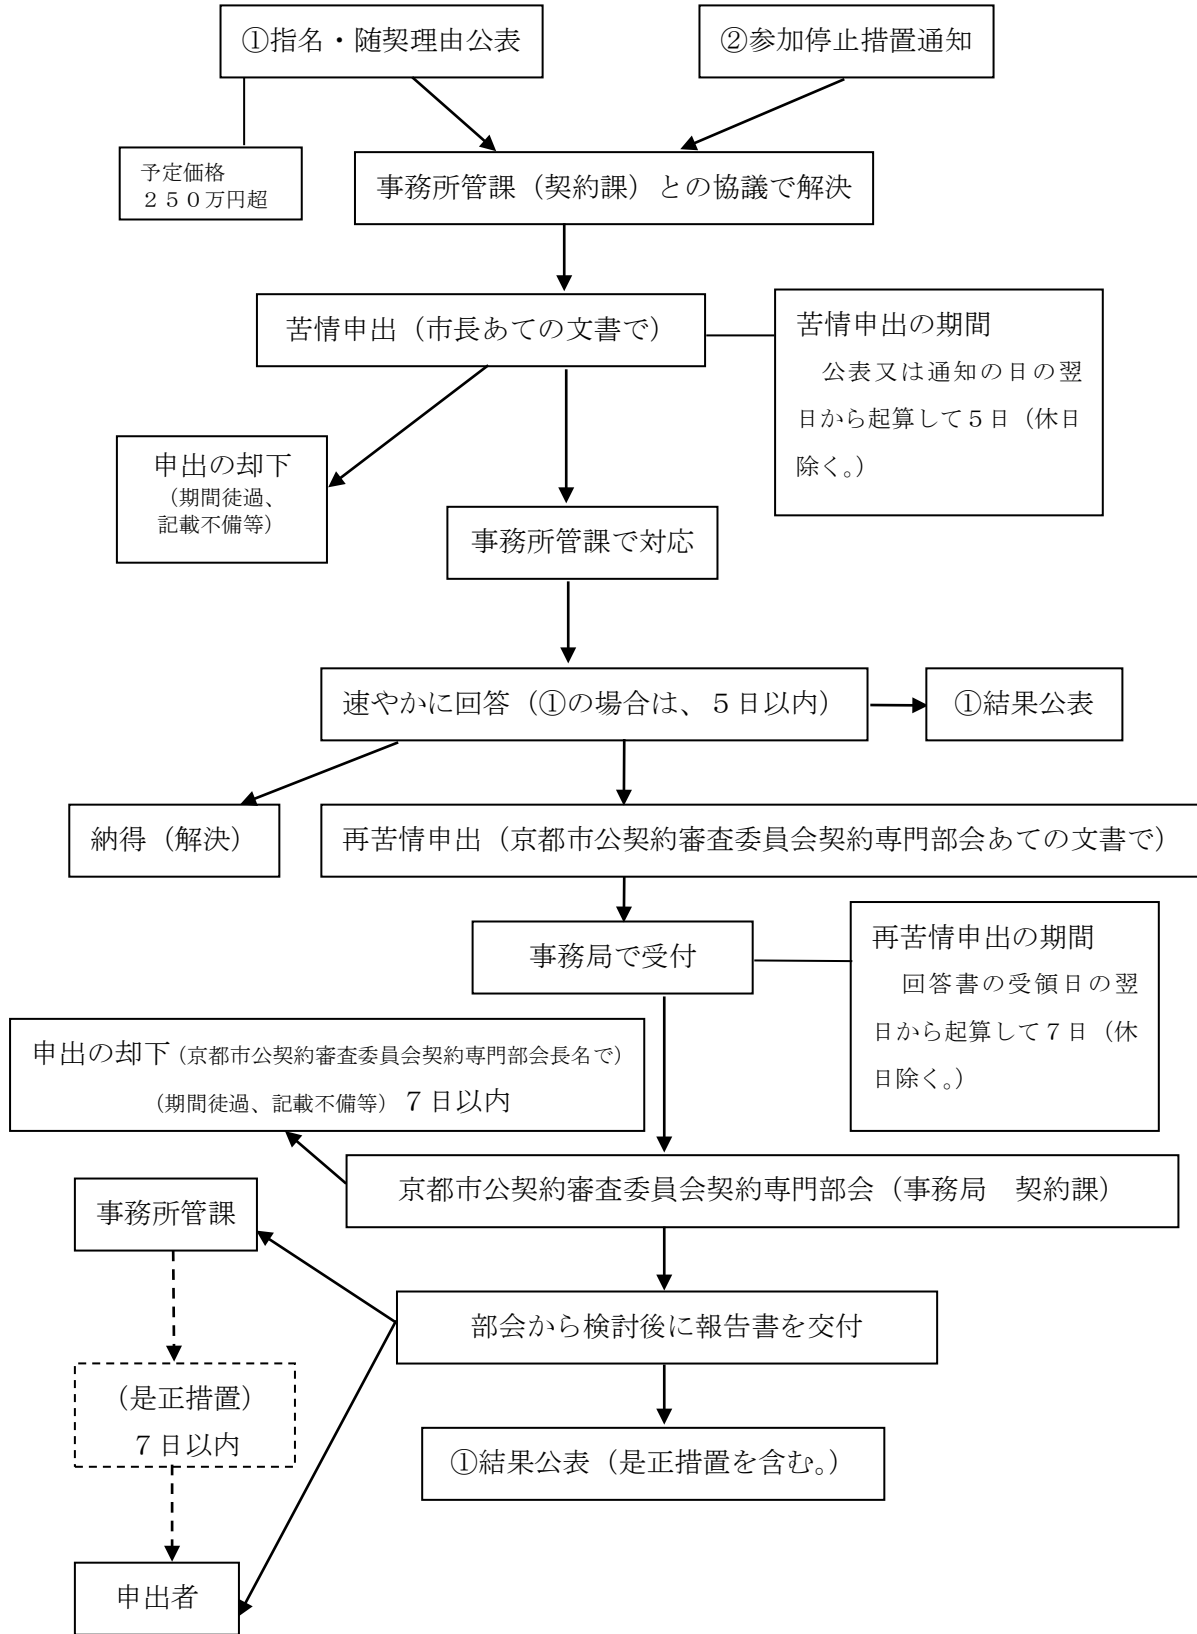 ①指名・随契理由公表
②参加停止措置通知
予定価格
２５０万円超
事務所管課（契約課）との協議で解決
苦情申出（市長あての文書で）
苦情申出の期間
公表又は通知の日の翌
日から起算して５日（休日
除く。）
申出の却下
（期間徒過、
記載不備等）
事務所管課で対応
速やかに回答（①の場合は、５日以内）
①結果公表
納得（解決）
再苦情申出（京都市公契約審査委員会契約専門部会あての文書で）
事務局で受付
再苦情申出の期間
回答書の受領日の翌
日から起算して７日（休
日除く。）
申出の却下（京都市公契約審査委員会契約専門部会長名で）
（期間徒過、記載不備等）７日以内
京都市公契約審査委員会契約専門部会（事務局　契約課）
事務所管課
部会から検討後に報告書を交付
（是正措置）
７日以内
①結果公表（是正措置を含む。）
申出者